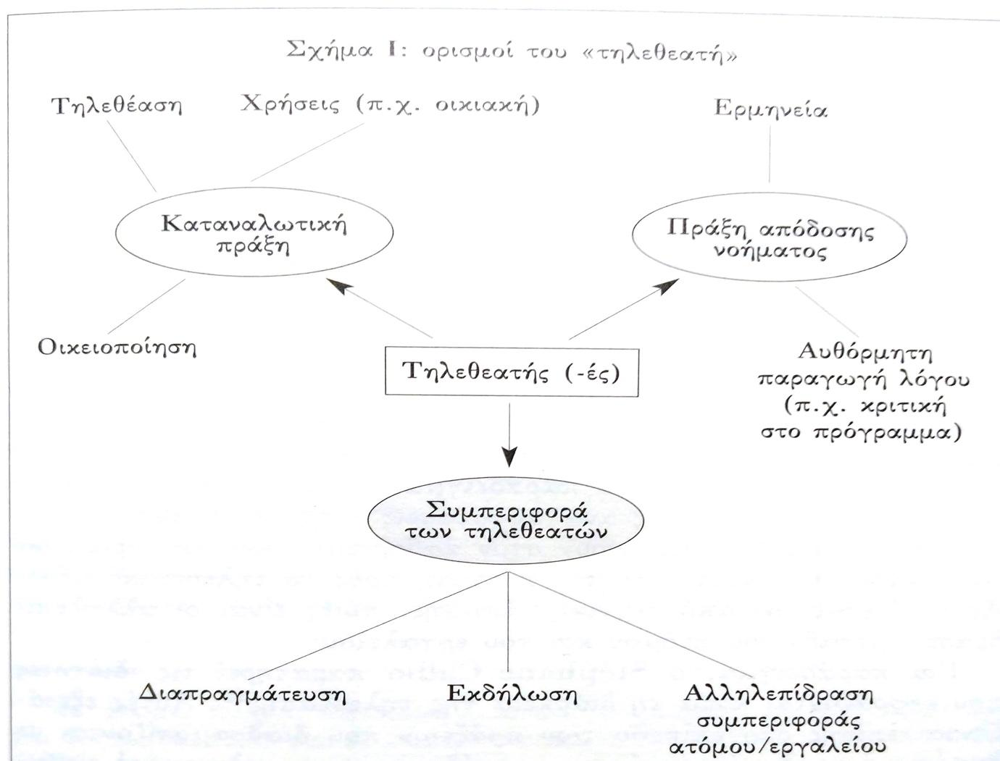 Σχήμα Ι: ορισμοί του «τηλεθεατή»
Τηλεθέαση
Χρήσεις (π.χ. οικιακή)
Ερμηνεία
Καταναλωτική
πράξη
Πράξη απόδοσης
νοήματος
Οικειοποίηση
Τηλεθεατής (-ές)
Αυθόρμητη
παραγωγή λόγου
(π.χ. κριτική
στο πρόγραμμα)
Συμπεριφορά
των τηλεθεατών
Διαπραγμάτευση
Εκδήλωση
Αλληλεπίδραση
συμπεριφοράς
ατόμου/εργαλείου